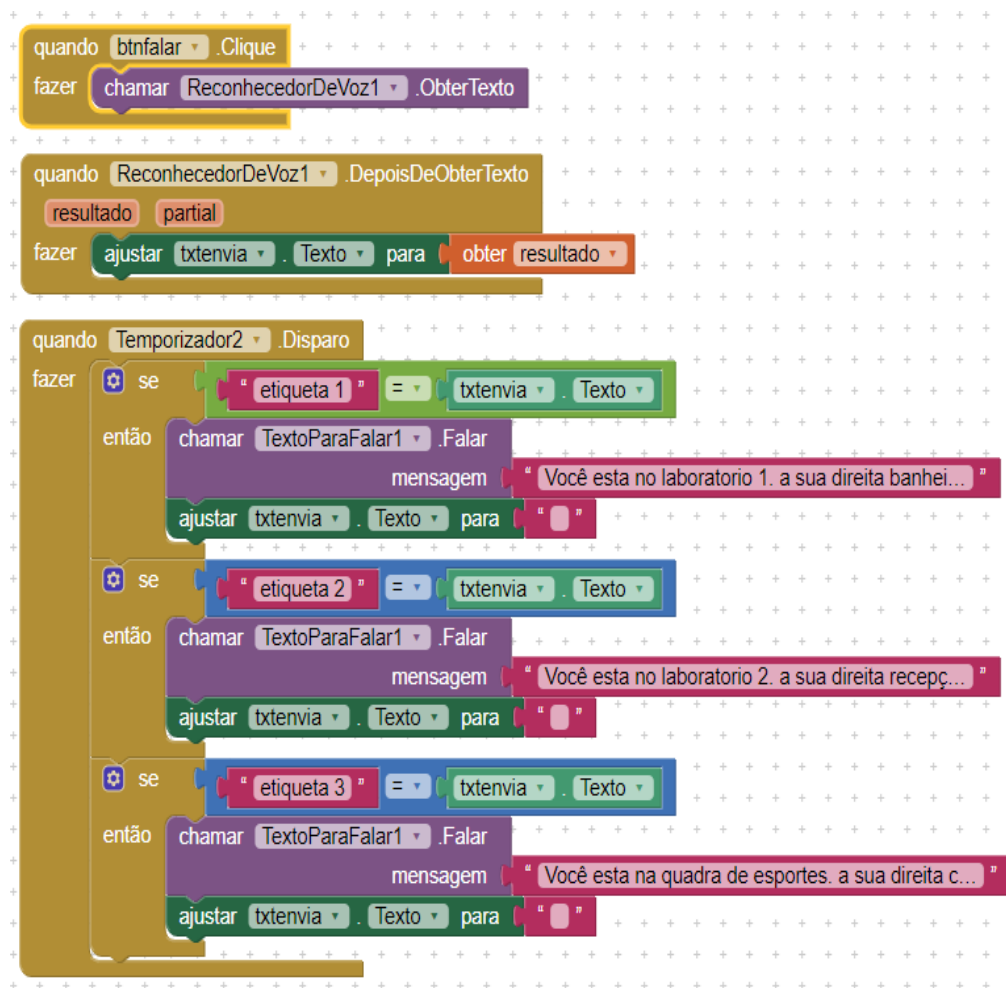 quando btnfalar .Clique
fazer chamar ReconhecedorDeVoz1 .ObterTexto
quando ReconhecedorDeVoz1 .DepoisDeObterTexto
resultado partial
fazer ajustar txtenvia . Texto para obter resultado
quando Temporizador2 .Disparo
fazer se " etiqueta 1 " = txtenvia . Texto
então chamar TextoParaFalar1 .Falar
mensagem " Você esta no laboratorio 1. a sua direita banhei... "
ajustar txtenvia . Texto para " "
se " etiqueta 2 " = txtenvia . Texto
então chamar TextoParaFalar1 .Falar
mensagem " Você esta no laboratorio 2. a sua direita recepç... "
ajustar txtenvia . Texto para " "
se " etiqueta 3 " = txtenvia . Texto
então chamar TextoParaFalar1 .Falar
mensagem " Você esta na quadra de esportes. a sua direita c... "
ajustar txtenvia . Texto para " "